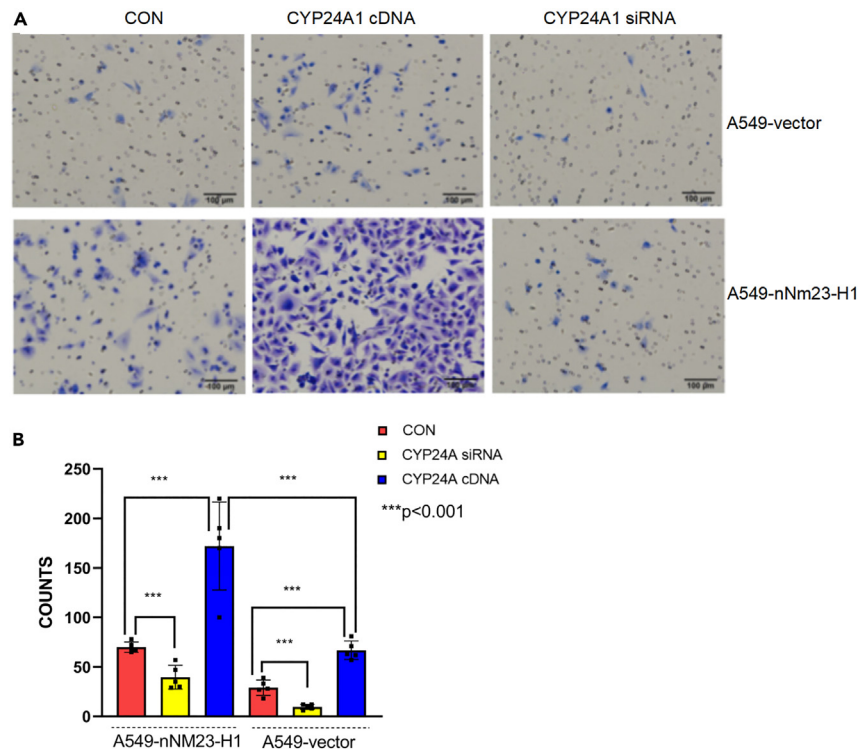 A
CON
CYP24A1 cDNA
CYP24A1 siRNA
100 µm
100 µm
100 µm
A549-vector
100 µm
100 µm
100 µm
A549-nNm23-H1
B
CON
CYP24A siRNA
CYP24A cDNA
***p<0.001
250
200
150
100
50
0
COUNTS
***
***
***
***
***
A549-nNM23-H1
A549-vector